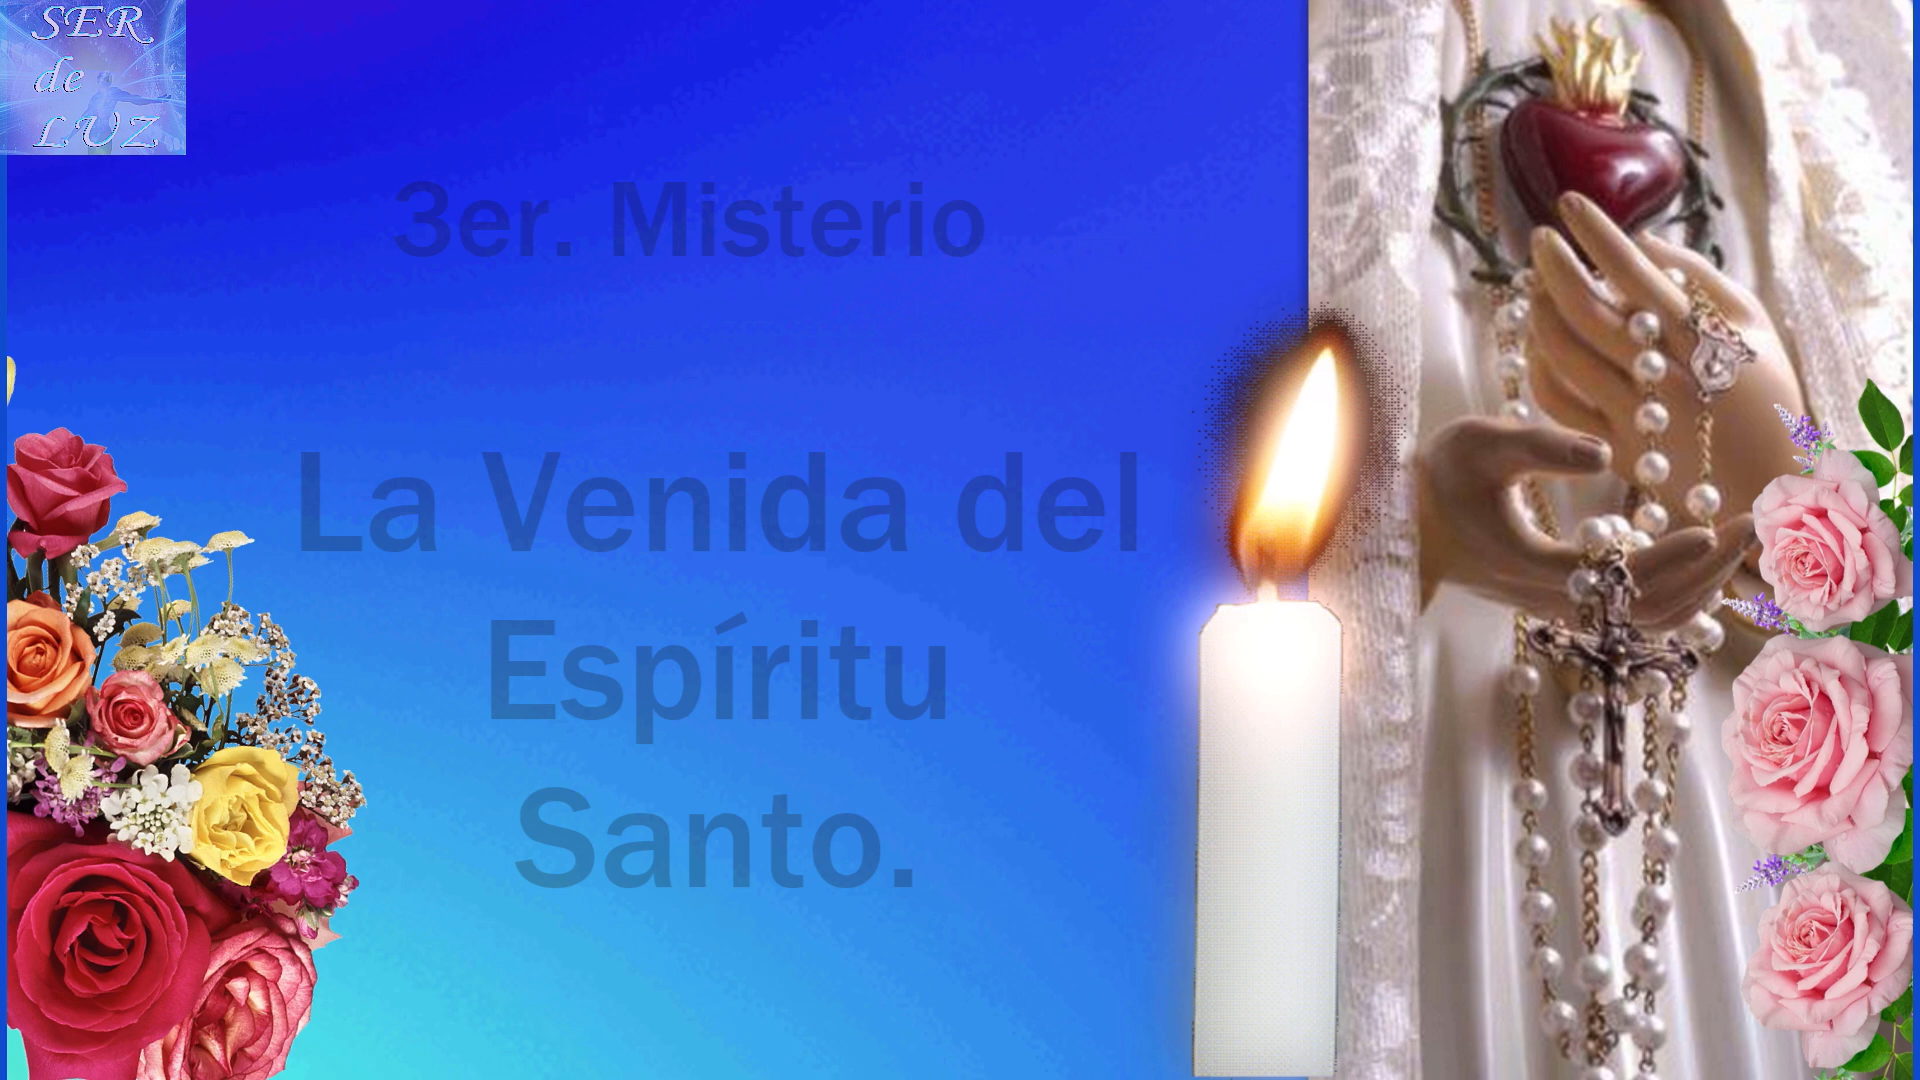 SER
de
LUZ
3er. Misterio
La Venida del
Espíritu
Santo.